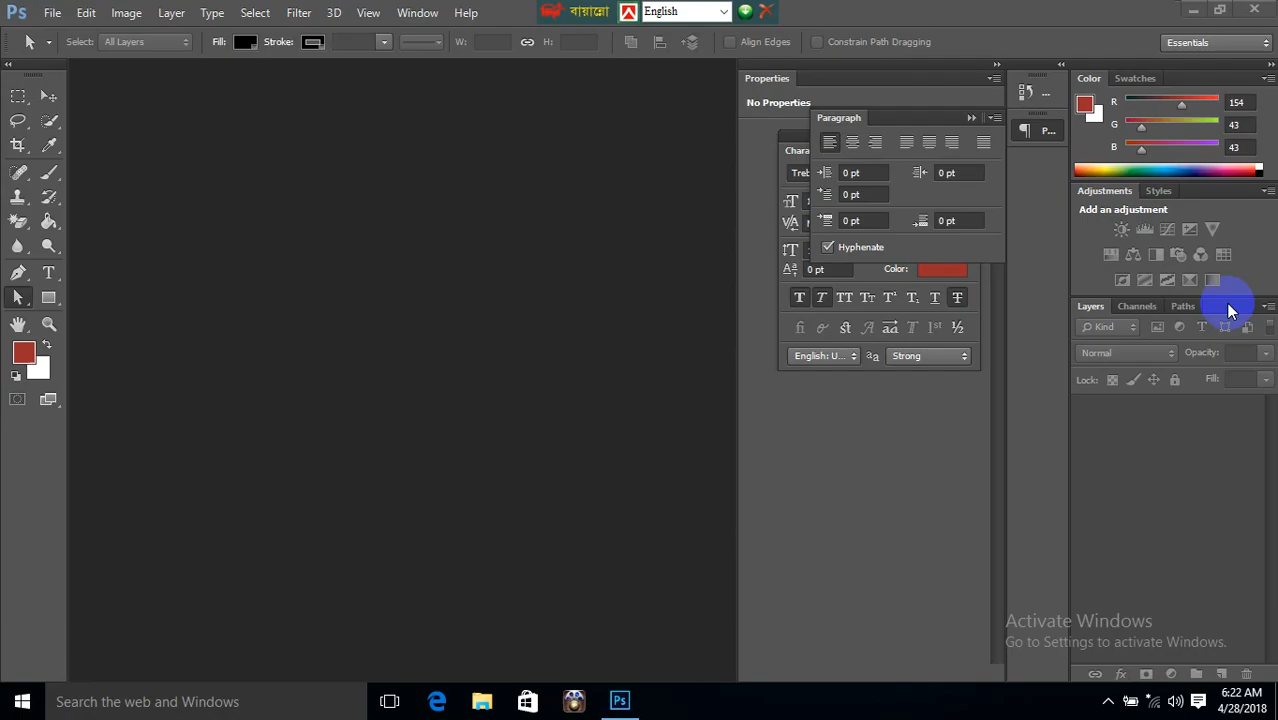 Ps File Edit Image Layer Type Select Filter 3D View Window Help
বায়ান্নো English
Select: All Layers Fill: Stroke: W: H: Align Edges Constrain Path Dragging Essentials
Properties
No Properties
Paragraph
0 pt 0 pt
0 pt
0 pt 0 pt
Hyphenate
Chara
Treb
0 pt Color:
English: U... Strong
P...
Color Swatches
R 154
G 43
B 43
Adjustments Styles
Add an adjustment
Layers Channels Paths
Kind
Normal Opacity:
Lock: Fill:
Activate Windows
Go to Settings to activate Windows.
Search the web and Windows
6:22 AM
4/28/2018